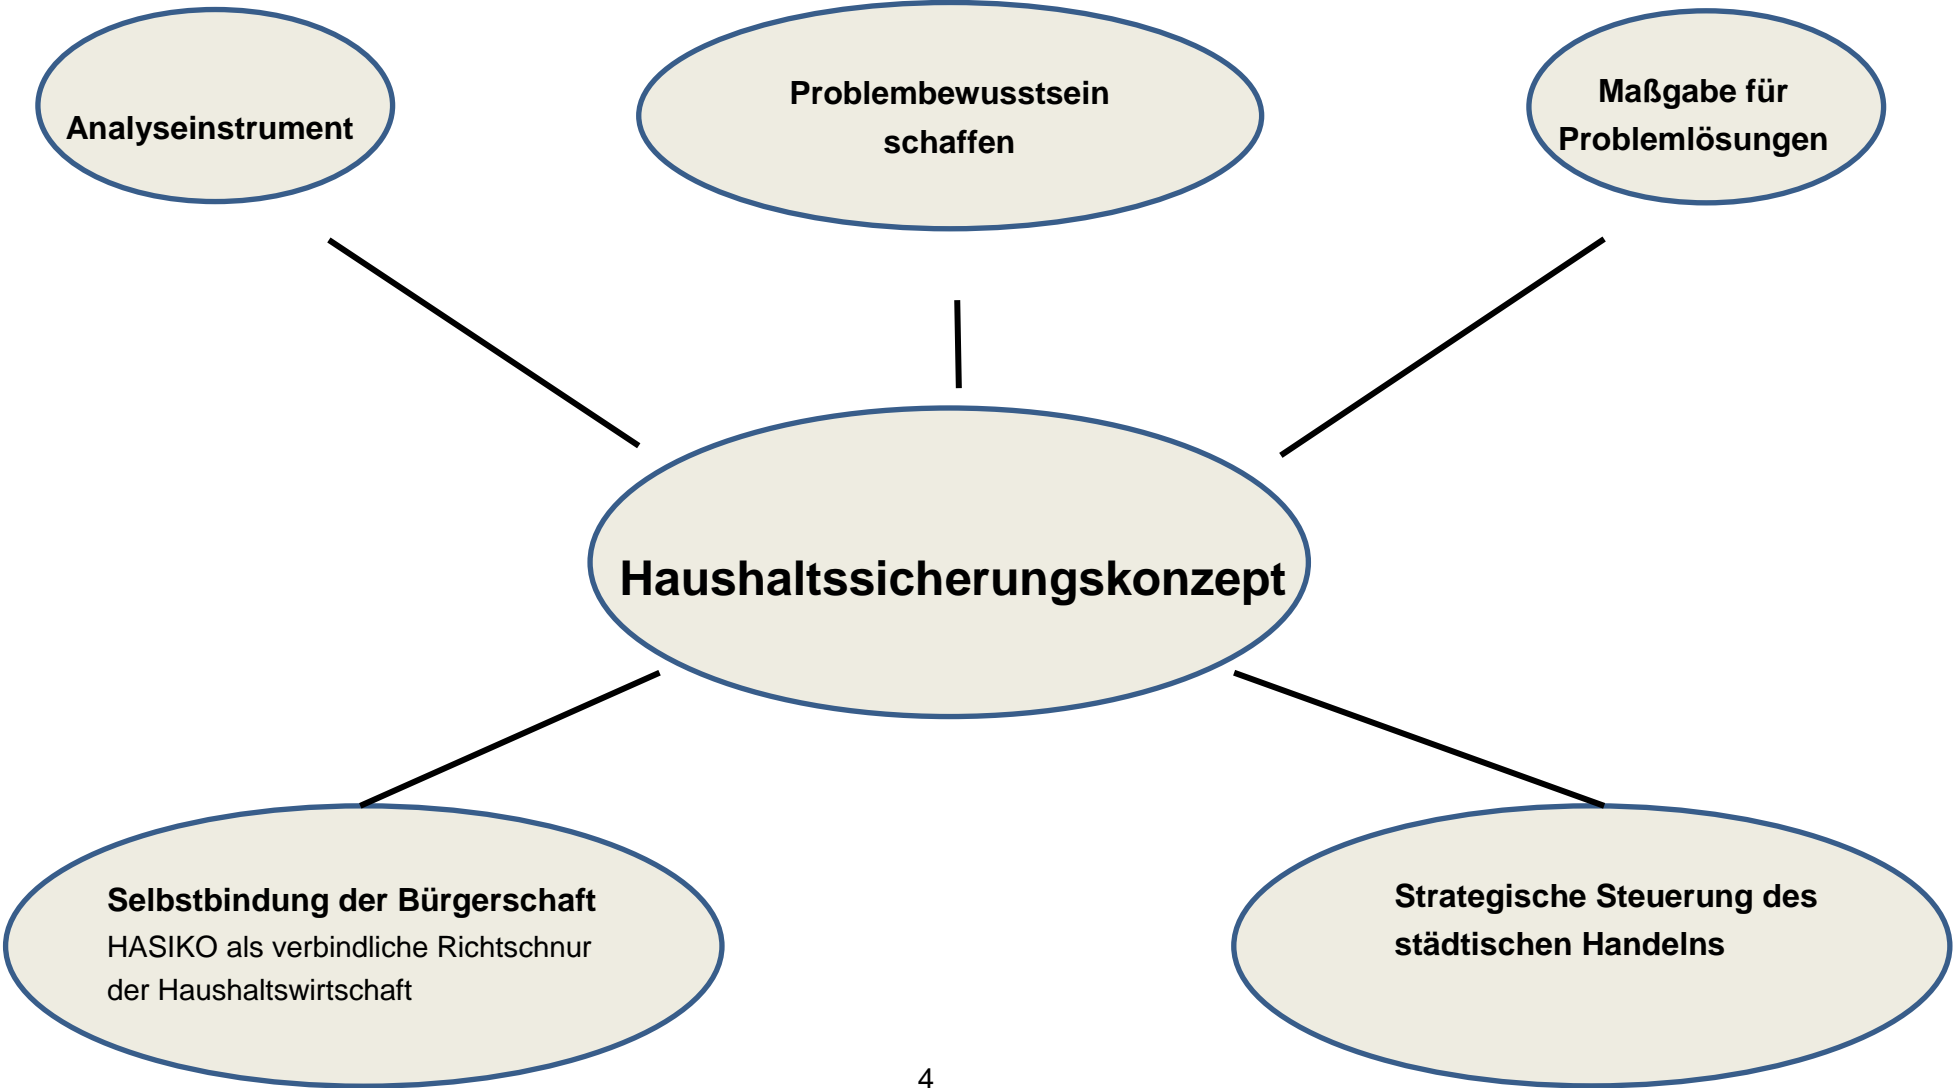 Analyseinstrument
Problembewusstsein
schaffen
Maßgabe für
Problemlösungen
Haushaltssicherungskonzept
Selbstbindung der Bürgerschaft
HASIKO als verbindliche Richtschnur
der Haushaltswirtschaft
Strategische Steuerung des
städtischen Handelns
4